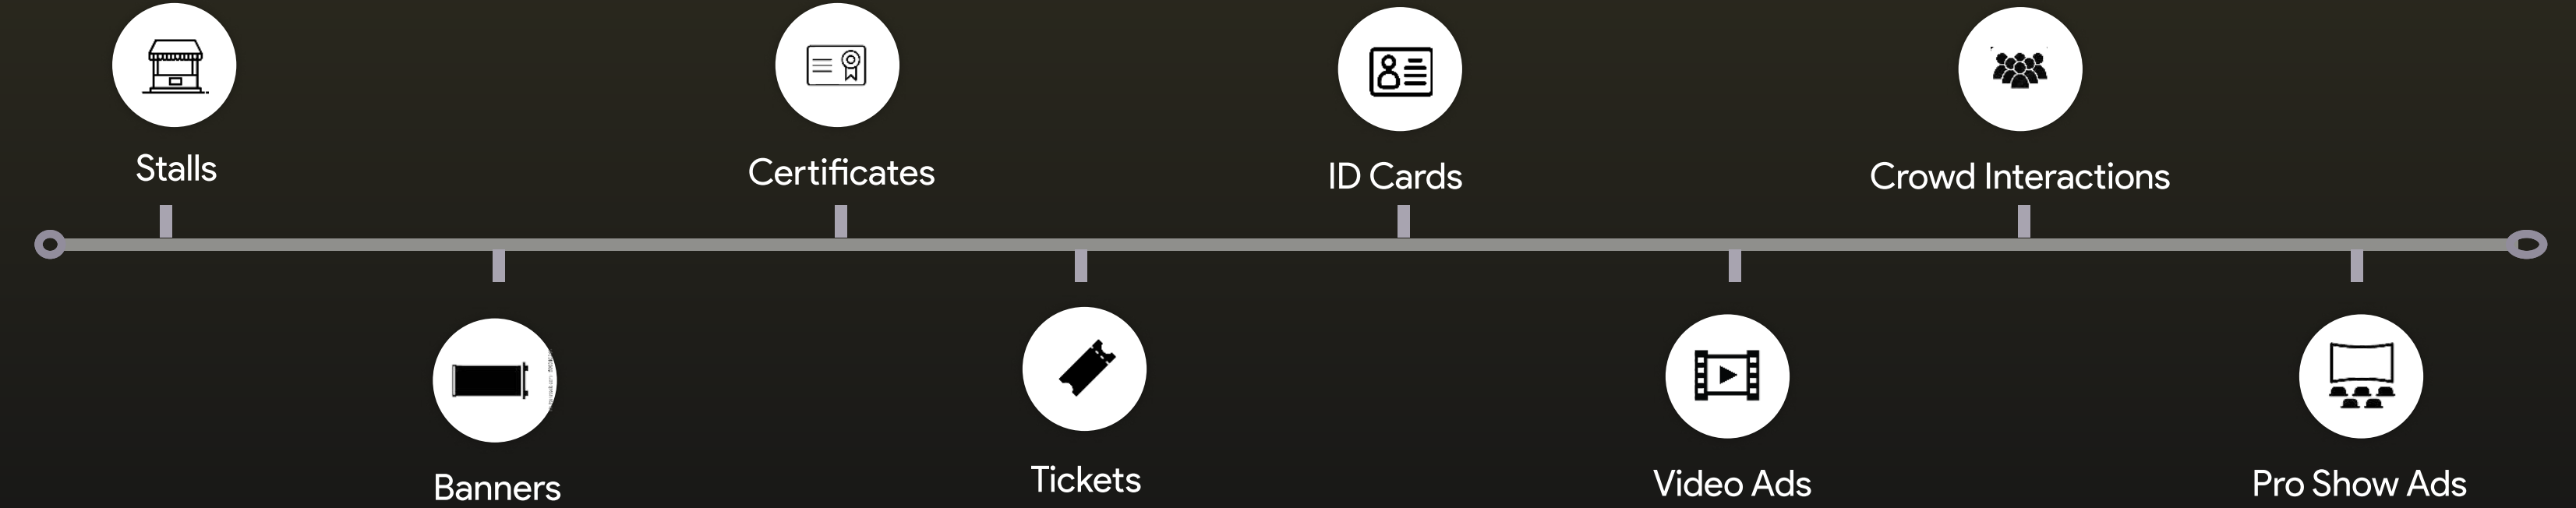 Stalls
Certificates
ID Cards
Crowd Interactions
Banners
Tickets
Video Ads
Pro Show Ads